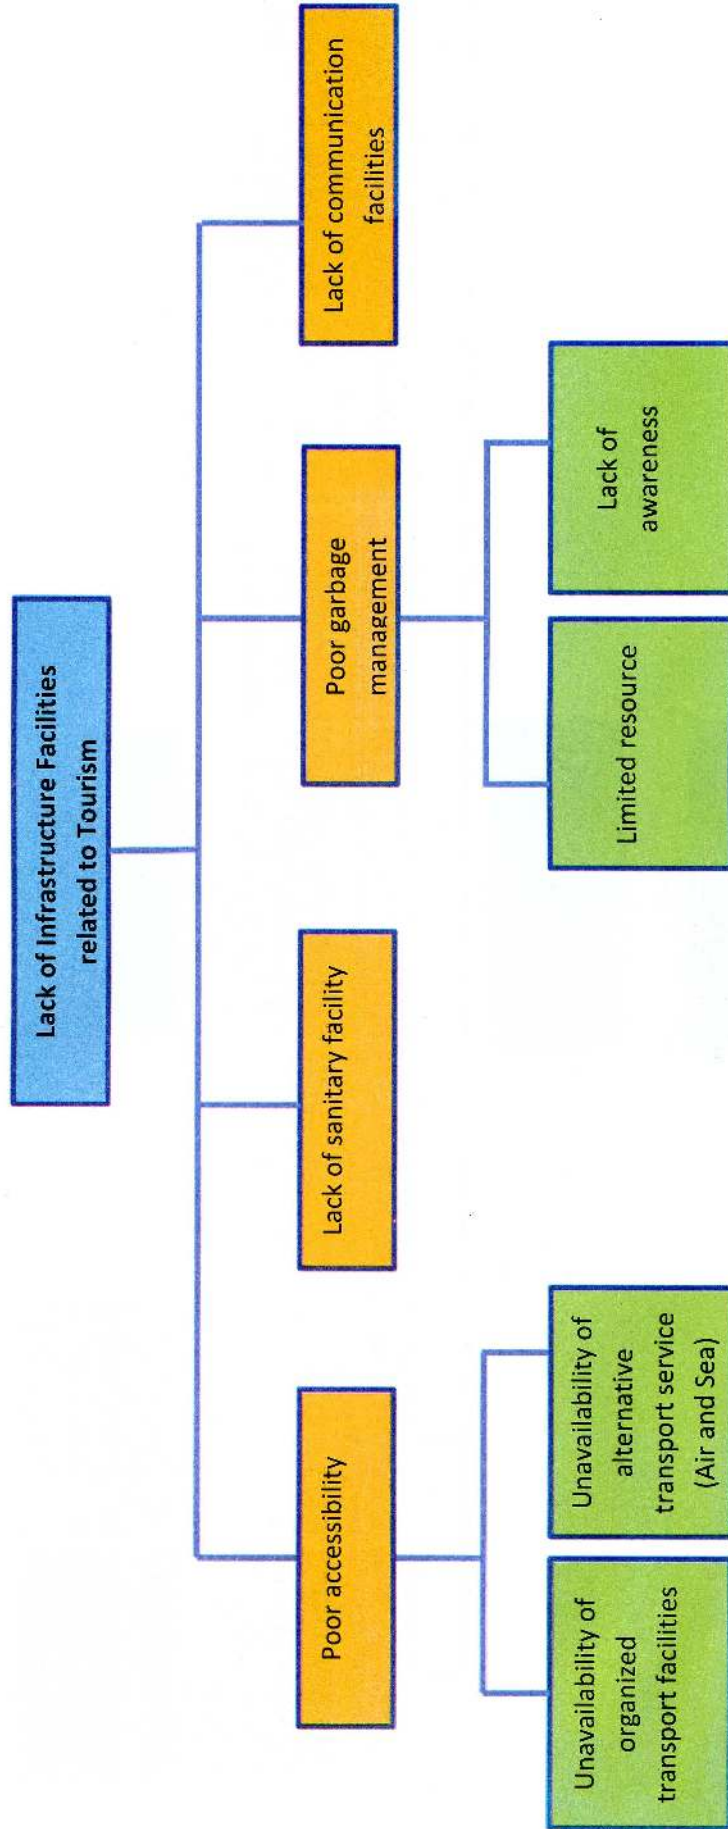 Lack of Infrastructure Facilities
related to Tourism
Poor accessibility
Lack of sanitary facility
Poor garbage
management
Lack of communication
facilities
Unavailability of
organized
transport facilities
Unavailability of
alternative
transport service
(Air and Sea)
Limited resource
Lack of
awareness